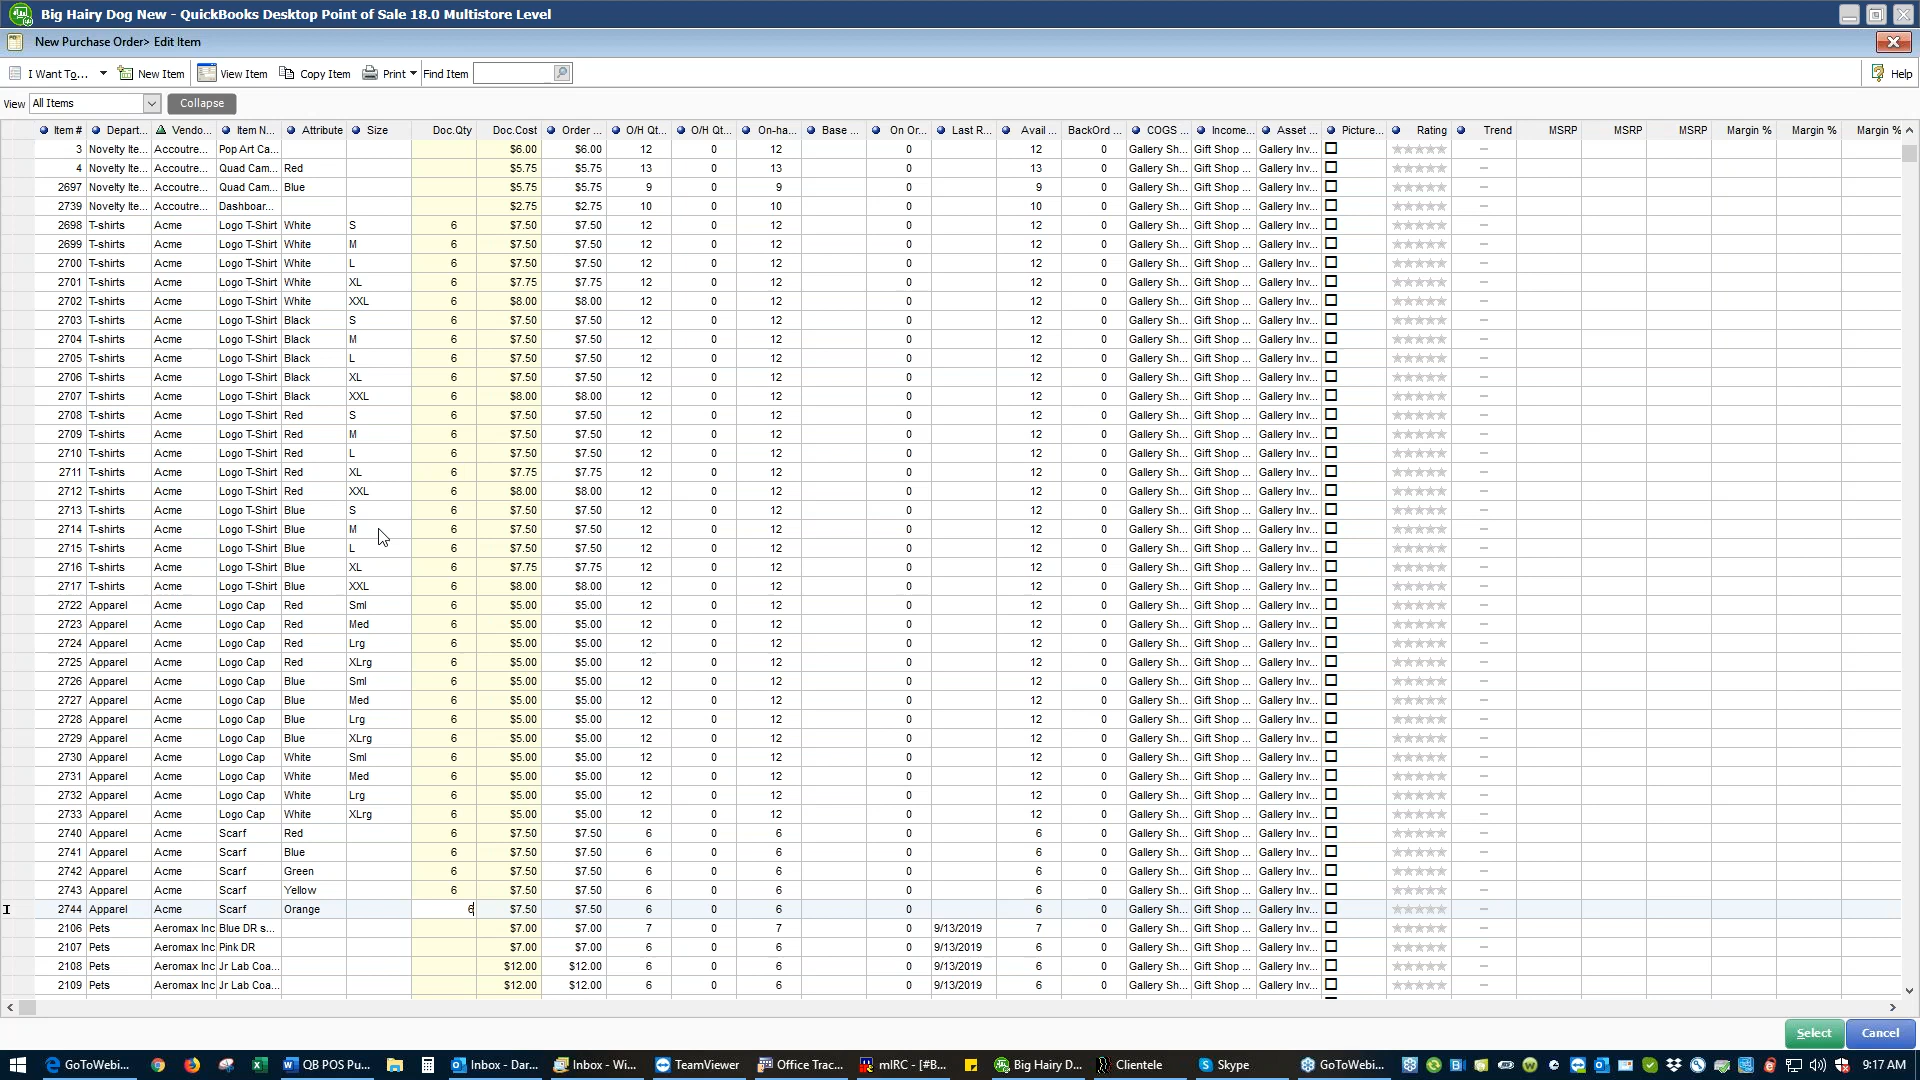 Big Hairy Dog New - QuickBooks Desktop Point of Sale 18.0 Multistore Level
New Purchase Order> Edit Item
I Want To... New Item View Item Copy Item Print Find Item Help
View All Items Collapse
Item # Depart... Vendo... Item N... Attribute Size Doc.Qty Doc.Cost Order ... O/H Qt... O/H Qt... On-ha... Base ... On Or... Last R... Avail ... BackOrd ... COGS ... Income... Asset ... Picture... Rating Trend MSRP MSRP MSRP Margin % Margin % Margin %
3 Novelty Ite... Accoutre... Pop Art Ca... $6.00 $6.00 12 0 12 0 12 0 Gallery Sh... Gift Shop ... Gallery Inv... –
4 Novelty Ite... Accoutre... Quad Cam... Red $5.75 $5.75 13 0 13 0 13 0 Gallery Sh... Gift Shop ... Gallery Inv... –
2697 Novelty Ite... Accoutre... Quad Cam... Blue $5.75 $5.75 9 0 9 0 9 0 Gallery Sh... Gift Shop ... Gallery Inv... –
2739 Novelty Ite... Accoutre... Dashboar... $2.75 $2.75 10 0 10 0 10 0 Gallery Sh... Gift Shop ... Gallery Inv... –
2698 T-shirts Acme Logo T-Shirt White S 6 $7.50 $7.50 12 0 12 0 12 0 Gallery Sh... Gift Shop ... Gallery Inv... –
2699 T-shirts Acme Logo T-Shirt White M 6 $7.50 $7.50 12 0 12 0 12 0 Gallery Sh... Gift Shop ... Gallery Inv... –
2700 T-shirts Acme Logo T-Shirt White L 6 $7.50 $7.50 12 0 12 0 12 0 Gallery Sh... Gift Shop ... Gallery Inv... –
2701 T-shirts Acme Logo T-Shirt White XL 6 $7.75 $7.75 12 0 12 0 12 0 Gallery Sh... Gift Shop ... Gallery Inv... –
2702 T-shirts Acme Logo T-Shirt White XXL 6 $8.00 $8.00 12 0 12 0 12 0 Gallery Sh... Gift Shop ... Gallery Inv... –
2703 T-shirts Acme Logo T-Shirt Black S 6 $7.50 $7.50 12 0 12 0 12 0 Gallery Sh... Gift Shop ... Gallery Inv... –
2704 T-shirts Acme Logo T-Shirt Black M 6 $7.50 $7.50 12 0 12 0 12 0 Gallery Sh... Gift Shop ... Gallery Inv... –
2705 T-shirts Acme Logo T-Shirt Black L 6 $7.50 $7.50 12 0 12 0 12 0 Gallery Sh... Gift Shop ... Gallery Inv... –
2706 T-shirts Acme Logo T-Shirt Black XL 6 $7.50 $7.50 12 0 12 0 12 0 Gallery Sh... Gift Shop ... Gallery Inv... –
2707 T-shirts Acme Logo T-Shirt Black XXL 6 $8.00 $8.00 12 0 12 0 12 0 Gallery Sh... Gift Shop ... Gallery Inv... –
2708 T-shirts Acme Logo T-Shirt Red S 6 $7.50 $7.50 12 0 12 0 12 0 Gallery Sh... Gift Shop ... Gallery Inv... –
2709 T-shirts Acme Logo T-Shirt Red M 6 $7.50 $7.50 12 0 12 0 12 0 Gallery Sh... Gift Shop ... Gallery Inv... –
2710 T-shirts Acme Logo T-Shirt Red L 6 $7.50 $7.50 12 0 12 0 12 0 Gallery Sh... Gift Shop ... Gallery Inv... –
2711 T-shirts Acme Logo T-Shirt Red XL 6 $7.75 $7.75 12 0 12 0 12 0 Gallery Sh... Gift Shop ... Gallery Inv... –
2712 T-shirts Acme Logo T-Shirt Red XXL 6 $8.00 $8.00 12 0 12 0 12 0 Gallery Sh... Gift Shop ... Gallery Inv... –
2713 T-shirts Acme Logo T-Shirt Blue S 6 $7.50 $7.50 12 0 12 0 12 0 Gallery Sh... Gift Shop ... Gallery Inv... –
2714 T-shirts Acme Logo T-Shirt Blue M 6 $7.50 $7.50 12 0 12 0 12 0 Gallery Sh... Gift Shop ... Gallery Inv... –
2715 T-shirts Acme Logo T-Shirt Blue L 6 $7.50 $7.50 12 0 12 0 12 0 Gallery Sh... Gift Shop ... Gallery Inv... –
2716 T-shirts Acme Logo T-Shirt Blue XL 6 $7.75 $7.75 12 0 12 0 12 0 Gallery Sh... Gift Shop ... Gallery Inv... –
2717 T-shirts Acme Logo T-Shirt Blue XXL 6 $8.00 $8.00 12 0 12 0 12 0 Gallery Sh... Gift Shop ... Gallery Inv... –
2722 Apparel Acme Logo Cap Red Sml 6 $5.00 $5.00 12 0 12 0 12 0 Gallery Sh... Gift Shop ... Gallery Inv... –
2723 Apparel Acme Logo Cap Red Med 6 $5.00 $5.00 12 0 12 0 12 0 Gallery Sh... Gift Shop ... Gallery Inv... –
2724 Apparel Acme Logo Cap Red Lrg 6 $5.00 $5.00 12 0 12 0 12 0 Gallery Sh... Gift Shop ... Gallery Inv... –
2725 Apparel Acme Logo Cap Red XLrg 6 $5.00 $5.00 12 0 12 0 12 0 Gallery Sh... Gift Shop ... Gallery Inv... –
2726 Apparel Acme Logo Cap Blue Sml 6 $5.00 $5.00 12 0 12 0 12 0 Gallery Sh... Gift Shop ... Gallery Inv... –
2727 Apparel Acme Logo Cap Blue Med 6 $5.00 $5.00 12 0 12 0 12 0 Gallery Sh... Gift Shop ... Gallery Inv... –
2728 Apparel Acme Logo Cap Blue Lrg 6 $5.00 $5.00 12 0 12 0 12 0 Gallery Sh... Gift Shop ... Gallery Inv... –
2729 Apparel Acme Logo Cap Blue XLrg 6 $5.00 $5.00 12 0 12 0 12 0 Gallery Sh... Gift Shop ... Gallery Inv... –
2730 Apparel Acme Logo Cap White Sml 6 $5.00 $5.00 12 0 12 0 12 0 Gallery Sh... Gift Shop ... Gallery Inv... –
2731 Apparel Acme Logo Cap White Med 6 $5.00 $5.00 12 0 12 0 12 0 Gallery Sh... Gift Shop ... Gallery Inv... –
2732 Apparel Acme Logo Cap White Lrg 6 $5.00 $5.00 12 0 12 0 12 0 Gallery Sh... Gift Shop ... Gallery Inv... –
2733 Apparel Acme Logo Cap White XLrg 6 $5.00 $5.00 12 0 12 0 12 0 Gallery Sh... Gift Shop ... Gallery Inv... –
2740 Apparel Acme Scarf Red 6 $7.50 $7.50 6 0 6 0 6 0 Gallery Sh... Gift Shop ... Gallery Inv... –
2741 Apparel Acme Scarf Blue 6 $7.50 $7.50 6 0 6 0 6 0 Gallery Sh... Gift Shop ... Gallery Inv... –
2742 Apparel Acme Scarf Green 6 $7.50 $7.50 6 0 6 0 6 0 Gallery Sh... Gift Shop ... Gallery Inv... –
2743 Apparel Acme Scarf Yellow 6 $7.50 $7.50 6 0 6 0 6 0 Gallery Sh... Gift Shop ... Gallery Inv... –
2744 Apparel Acme Scarf Orange 6 $7.50 $7.50 6 0 6 0 6 0 Gallery Sh... Gift Shop ... Gallery Inv... –
2106 Pets Aeromax Inc Blue DR s... $7.00 $7.00 7 0 7 0 9/13/2019 7 0 Gallery Sh... Gift Shop ... Gallery Inv... –
2107 Pets Aeromax Inc Pink DR $7.00 $7.00 6 0 6 0 9/13/2019 6 0 Gallery Sh... Gift Shop ... Gallery Inv... –
2108 Pets Aeromax Inc Jr Lab Coa... $12.00 $12.00 6 0 6 0 9/13/2019 6 0 Gallery Sh... Gift Shop ... Gallery Inv... –
2109 Pets Aeromax Inc Jr Lab Coa... $12.00 $12.00 6 0 6 0 9/13/2019 6 0 Gallery Sh... Gift Shop ... Gallery Inv... –
Select Cancel
GoToWebi... QB POS Pu... Inbox - Dar... Inbox - Wi... TeamViewer Office Trac... mIRC - [#B... Big Hairy D... Clientele Skype GoToWebi... 9:17 AM